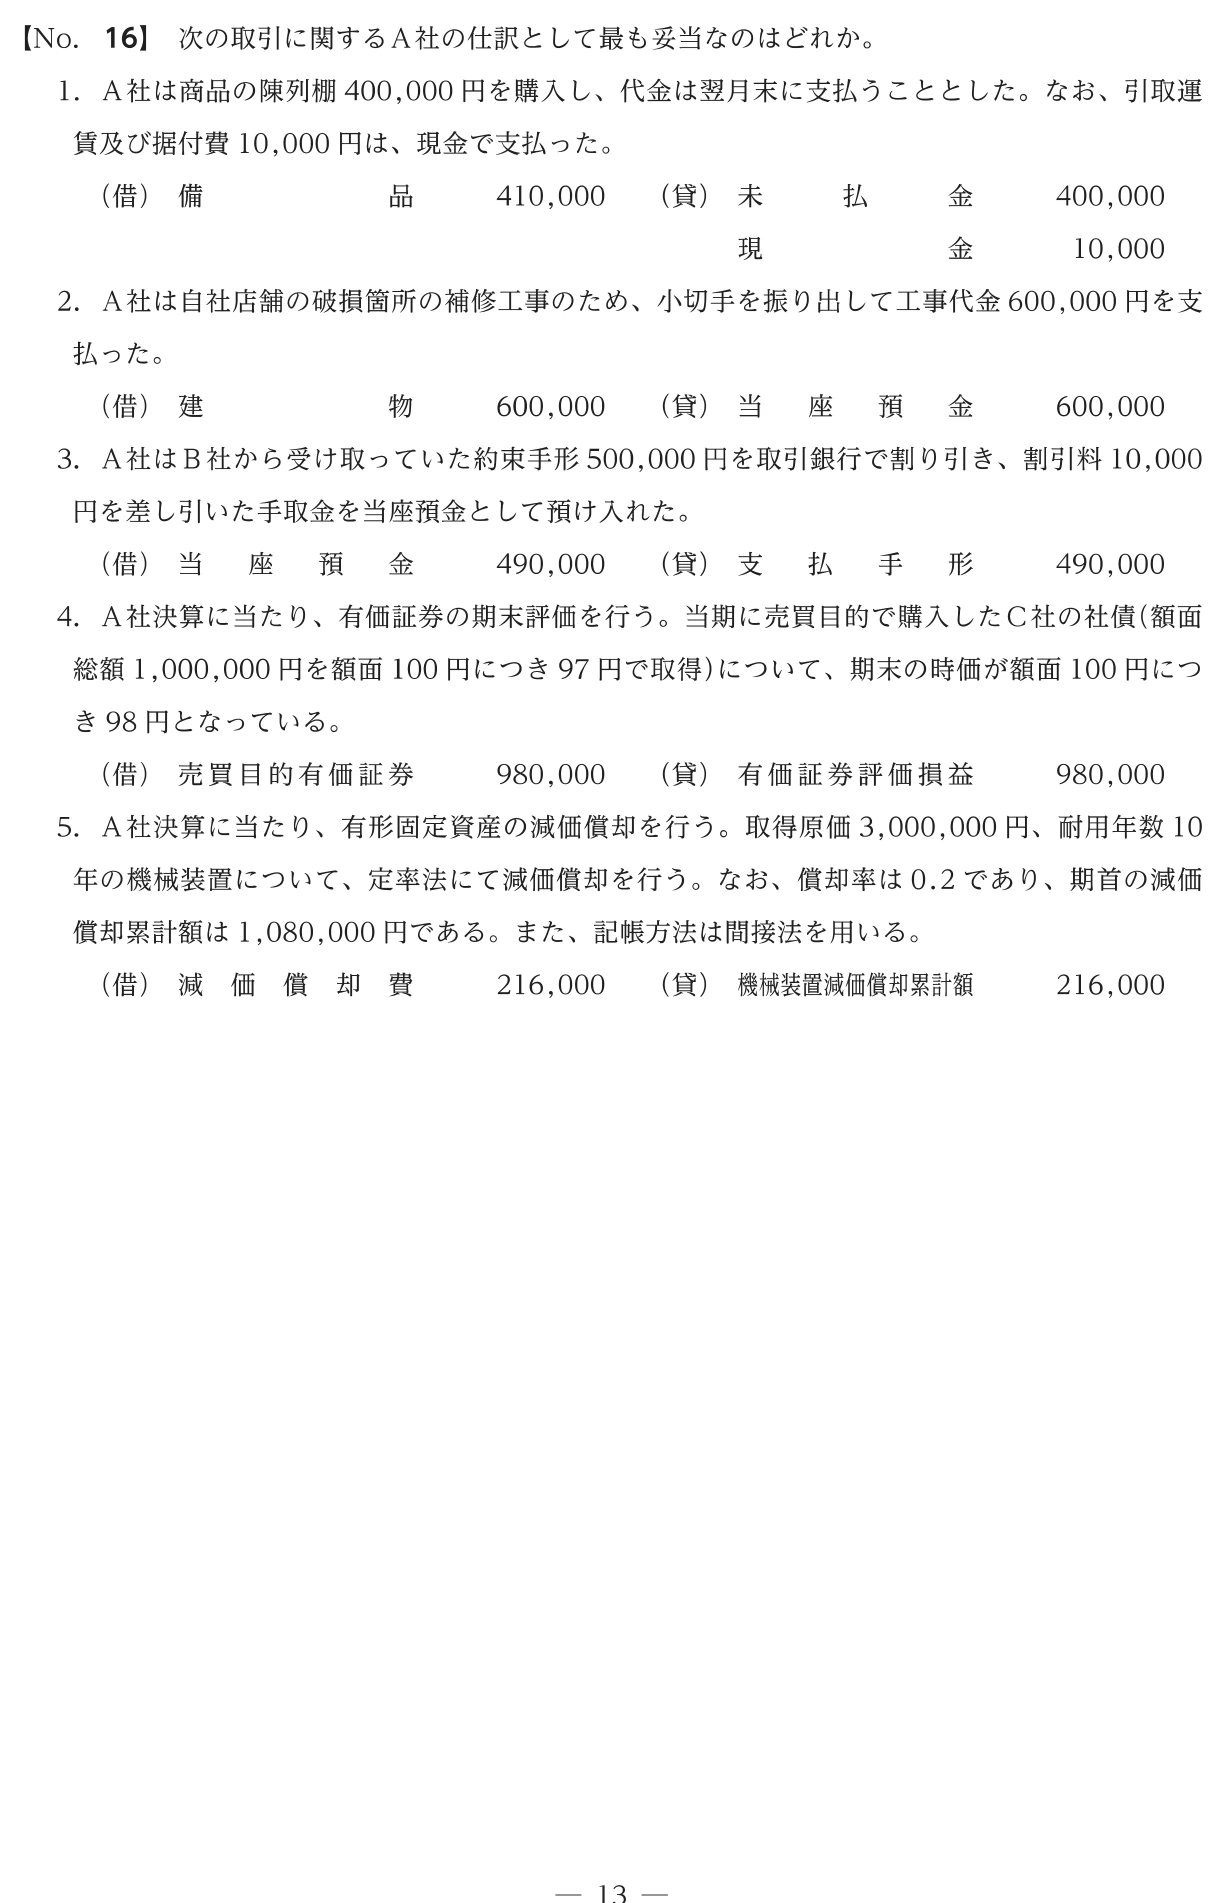 【No. 16】 次の取引に関するA社の仕訳として最も妥当なのはどれか。
1. A社は商品の陳列棚 400,000 円を購入し、代金は翌月末に支払うこととした。なお、引取運
賃及び据付費 10,000 円は、現金で支払った。
（借） 備品 410,000 （貸） 未払金 400,000
現金 10,000
2. A社は自社店舗の破損箇所の補修工事のため、小切手を振り出して工事代金 600,000 円を支
払った。
（借） 建物 600,000 （貸） 当座預金 600,000
3. A社はB社から受け取っていた約束手形 500,000 円を取引銀行で割り引き、割引料 10,000
円を差し引いた手取金を当座預金として預け入れた。
（借） 当座預金 490,000 （貸） 支払手形 490,000
4. A社決算に当たり、有価証券の期末評価を行う。当期に売買目的で購入したC社の社債(額面
総額 1,000,000 円を額面 100 円につき 97 円で取得)について、期末の時価が額面 100 円につ
き 98 円となっている。
（借） 売買目的有価証券 980,000 （貸） 有価証券評価損益 980,000
5. A社決算に当たり、有形固定資産の減価償却を行う。取得原価 3,000,000 円、耐用年数 10
年の機械装置について、定率法にて減価償却を行う。なお、償却率は 0.2 であり、期首の減価
償却累計額は 1,080,000 円である。また、記帳方法は間接法を用いる。
（借） 減価償却費 216,000 （貸） 機械装置減価償却累計額 216,000
— 13 —